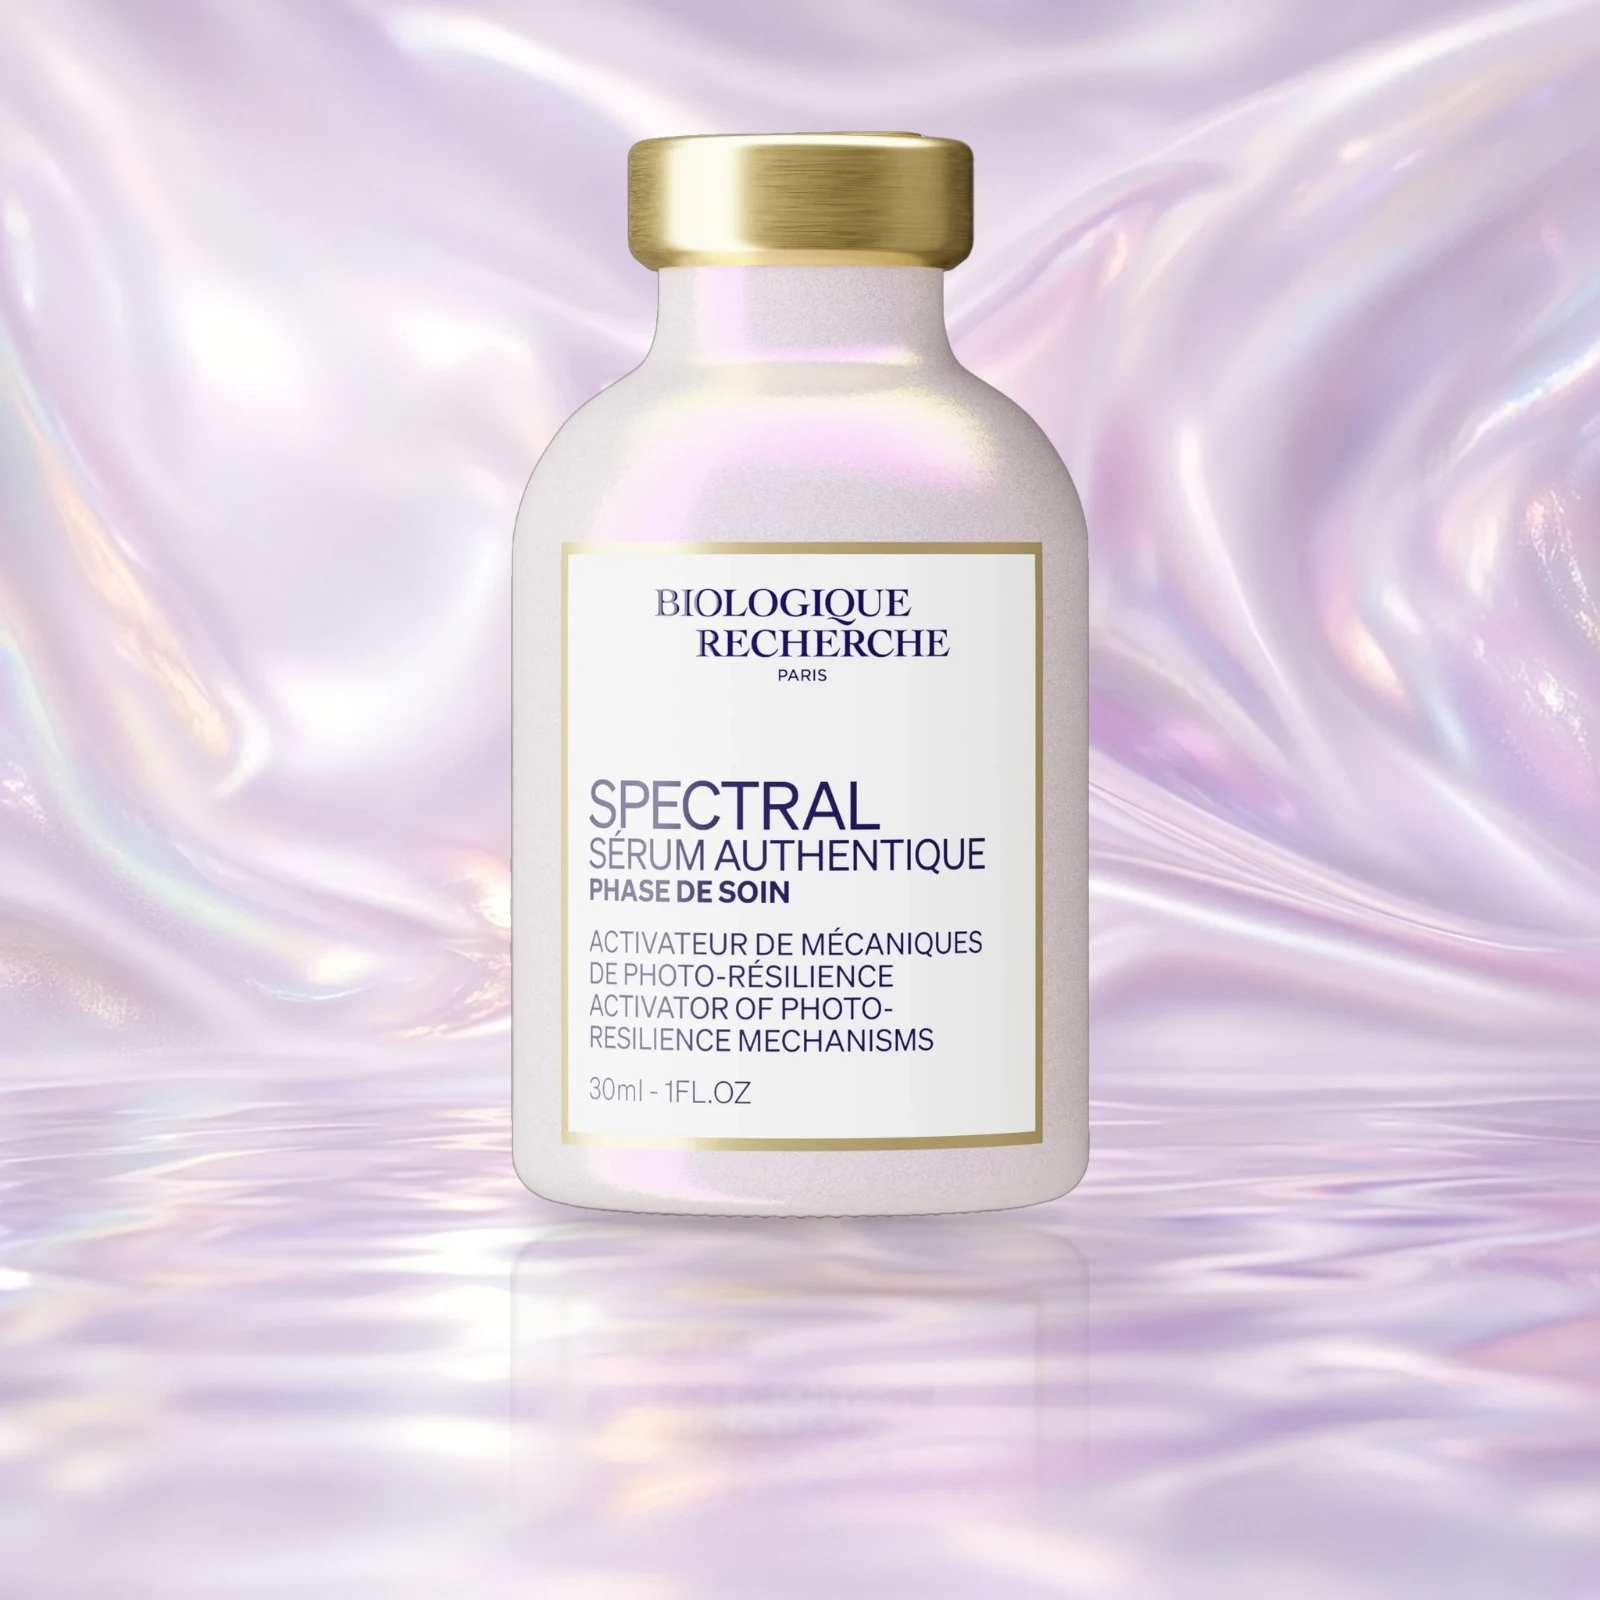 BIOLOGIQUE
RECHERCHE
PARIS
SPECTRAL
SÉRUM AUTHENTIQUE
PHASE DE SOIN
ACTIVATEUR DE MÉCANIQUES
DE PHOTO-RÉSILIENCE
ACTIVATOR OF PHOTO-
RESILIENCE MECHANISMS
30ml - 1FL.OZ